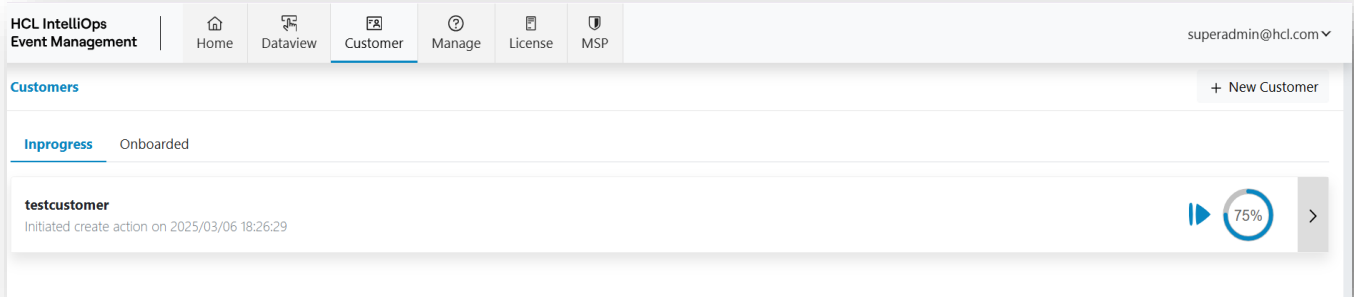 HCL IntelliOps
Event Management
Home
Dataview
Customer
Manage
License
MSP
superadmin@hcl.com
Customers
+ New Customer
Inprogress
Onboarded
testcustomer
Initiated create action on 2025/03/06 18:26:29
75%